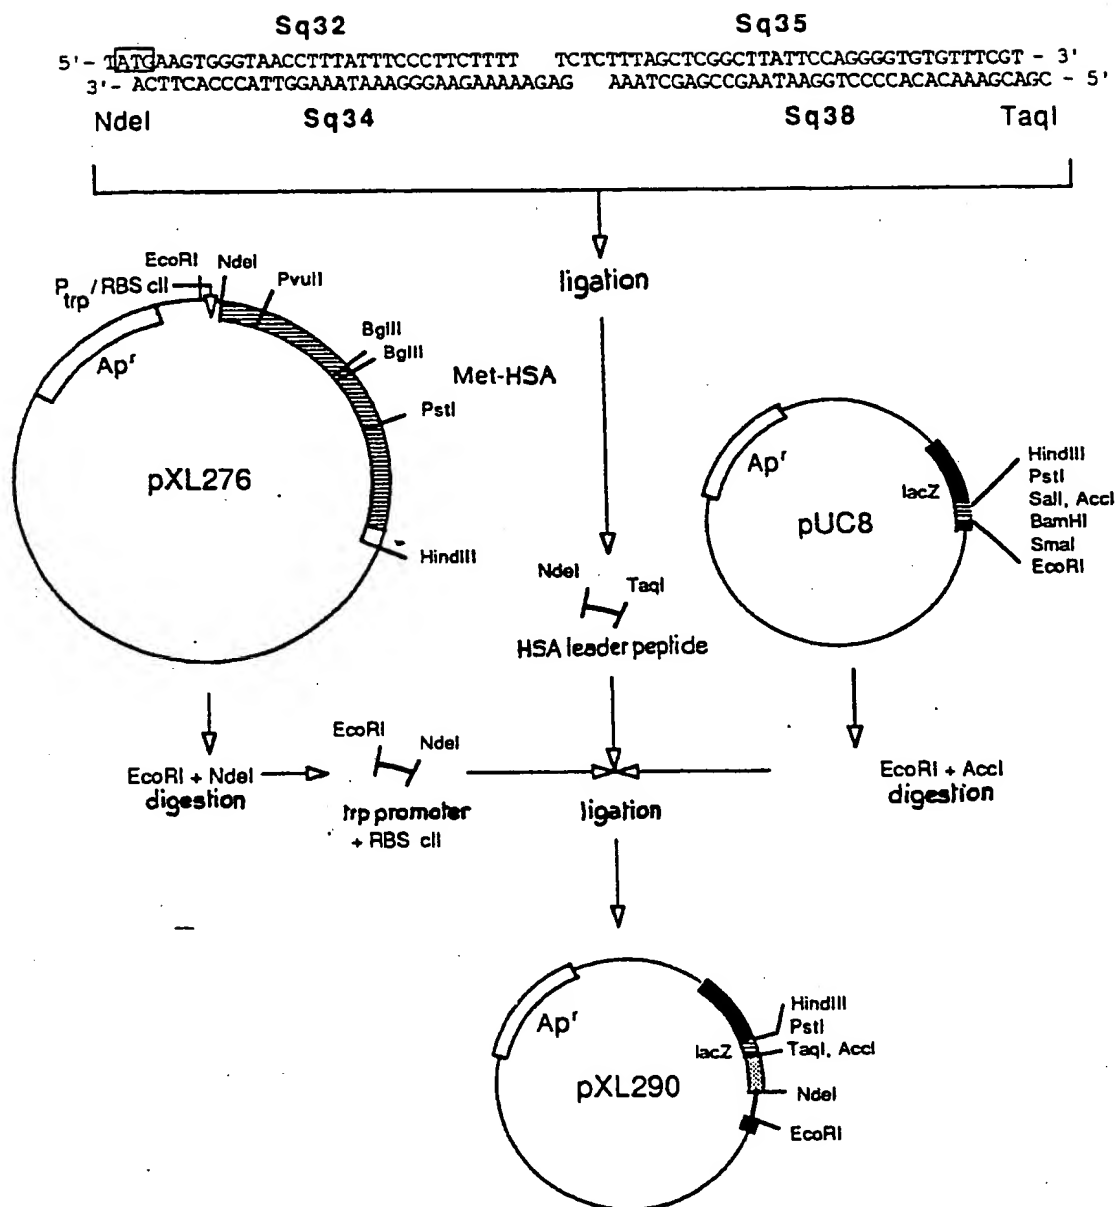 Sq32 Sq35
5'- TATGAAGTGGGTAACCTTTATTTCCCTTCTTTT TCTCTTTAGCTCGGCTTATTCCAGGGGTGTGTTTCGT - 3'
3'- ACTTCACCCATTGGAAATAAAGGGAAGAAAAAGAG AAATCGAGCCGAATAAGGTCCCCACACAAAGCAGC - 5'
NdeI Sq34 Sq38 TaqI
ligation
EcoRI NdeI
Ptrp/RBS cII PvuII
BglII
BglII
Apr
Met-HSA
PstI
pXL276
HindIII
Apr
lacZ
pUC8
HindIII
PstI
SalI, AccI
BamHI
SmaI
EcoRI
NdeI TaqI
HSA leader peptide
EcoRI + NdeI
digestion
EcoRI NdeI
trp promoter
+ RBS cII
ligation
EcoRI + AccI
digestion
Apr
lacZ
pXL290
HindIII
PstI
TaqI, AccI
NdeI
EcoRI